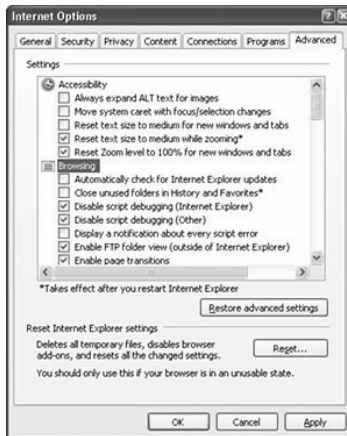 Internet Options
General Security Privacy Content Connections Programs Advanced
Settings
Accessibility
Always expand ALT text for images
Move system caret with focus/selection changes
Reset text size to medium for new windows and tabs
Reset text size to medium while zooming*
Reset Zoom level to 100% for new windows and tabs
Browsing
Automatically check for Internet Explorer updates
Close unused folders in History and Favorites*
Disable script debugging (Internet Explorer)
Disable script debugging (Other)
Display a notification about every script error
Enable FTP folder view (outside of Internet Explorer)
Enable page transitions
*Takes effect after you restart Internet Explorer
Restore advanced settings
Reset Internet Explorer settings
Deletes all temporary files, disables browser
add-ons, and resets all the changed settings.
Reset...
You should only use this if your browser is in an unusable state.
OK Cancel Apply